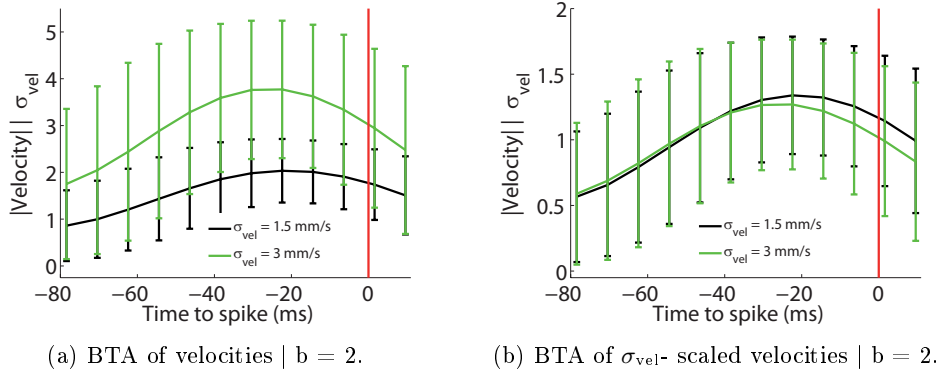 5
4
3
2
1
0
|Velocity| | σvel
σvel = 1.5 mm/s
σvel = 3 mm/s
−80 −60 −40 −20 0
Time to spike (ms)
(a) BTA of velocities | b = 2.
2
1.5
1
0.5
0
|Velocity| | σvel
σvel = 1.5 mm/s
σvel = 3 mm/s
−80 −60 −40 −20 0
Time to spike (ms)
(b) BTA of σvel- scaled velocities | b = 2.